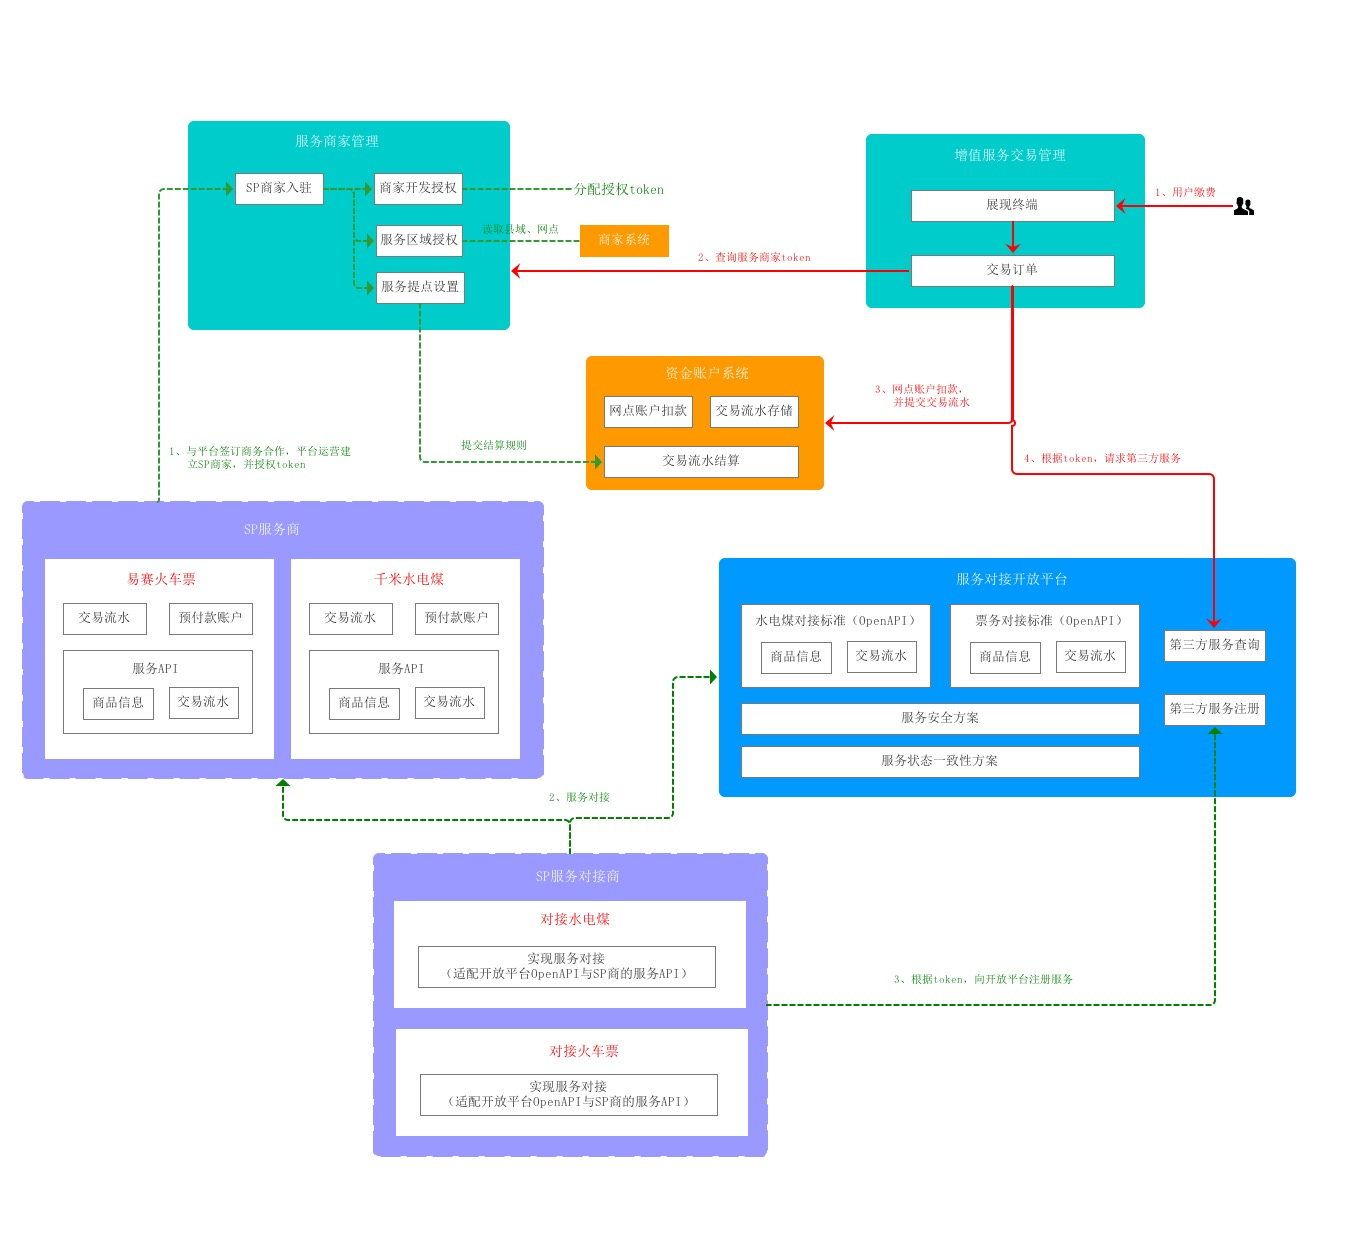 服务商家管理
SP商家入驻
商家开发授权
分配授权token
服务区域授权
读取县域、网点
商家系统
服务提点设置
增值服务交易管理
展现终端
1、用户缴费
交易订单
2、查询服务商家token
资金账户系统
网点账户扣款
交易流水存储
交易流水结算
3、网点账户扣款,
并提交交易流水
提交结算规则
4、根据token, 请求第三方服务
1、与平台签订商务合作, 平台运营建
立SP商家, 并授权token
SP服务商
易赛火车票
交易流水
预付款账户
服务API
商品信息
交易流水
千米水电煤
交易流水
预付款账户
服务API
商品信息
交易流水
服务对接开放平台
水电煤对接标准（OpenAPI）
商品信息
交易流水
票务对接标准（OpenAPI）
商品信息
交易流水
第三方服务查询
第三方服务注册
服务安全方案
服务状态一致性方案
2、服务对接
SP服务对接商
对接水电煤
实现服务对接
（适配开放平台OpenAPI与SP商的服务API）
对接火车票
实现服务对接
（适配开放平台OpenAPI与SP商的服务API）
3、根据token, 向开放平台注册服务